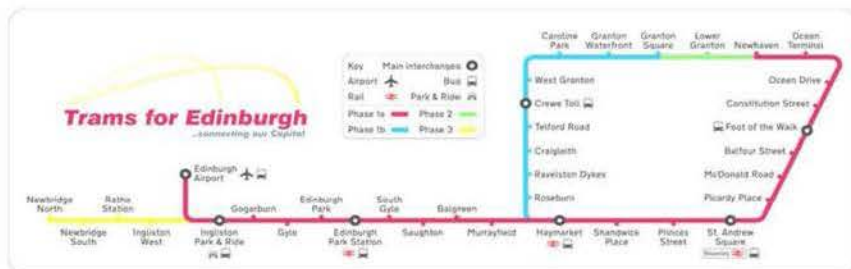 Trams for Edinburgh
...connecting our Capital
Key Main interchanges
Airport Bus
Rail Park & Ride
Phase 1a Phase 2
Phase 1b Phase 3
Caroline Park
Granton Waterfront
Granton Square
Lower Granton
Newhaven
Ocean Terminal
West Granton
Crewe Toll
Telford Road
Craigleith
Ravelston Dykes
Roseburn
Ocean Drive
Constitution Street
Foot of the Walk
Balfour Street
McDonald Road
Picardy Place
Edinburgh Airport
Newbridge North
Newbridge South
Ratho Station
Ingliston West
Ingliston Park & Ride
Gogarburn
Gyle
Edinburgh Park
Edinburgh Park Station
South Gyle
Saughton
Balgreen
Murrayfield
Haymarket
Shandwick Place
Princes Street
St. Andrew Square